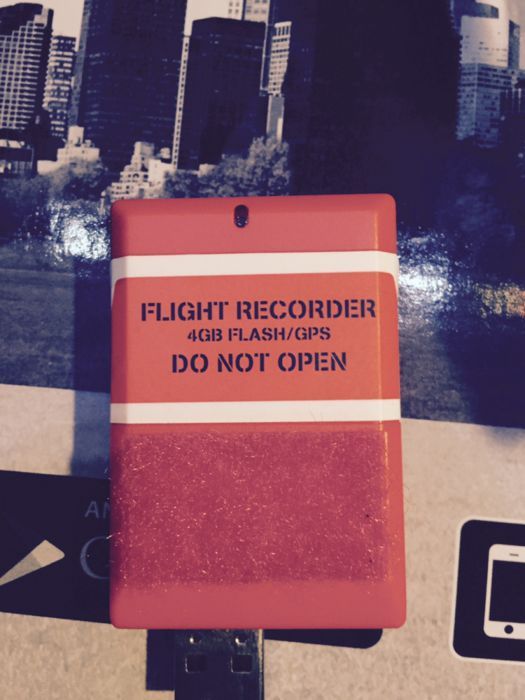 FLIGHT RECORDER
4GB FLASH/GPS
DO NOT OPEN